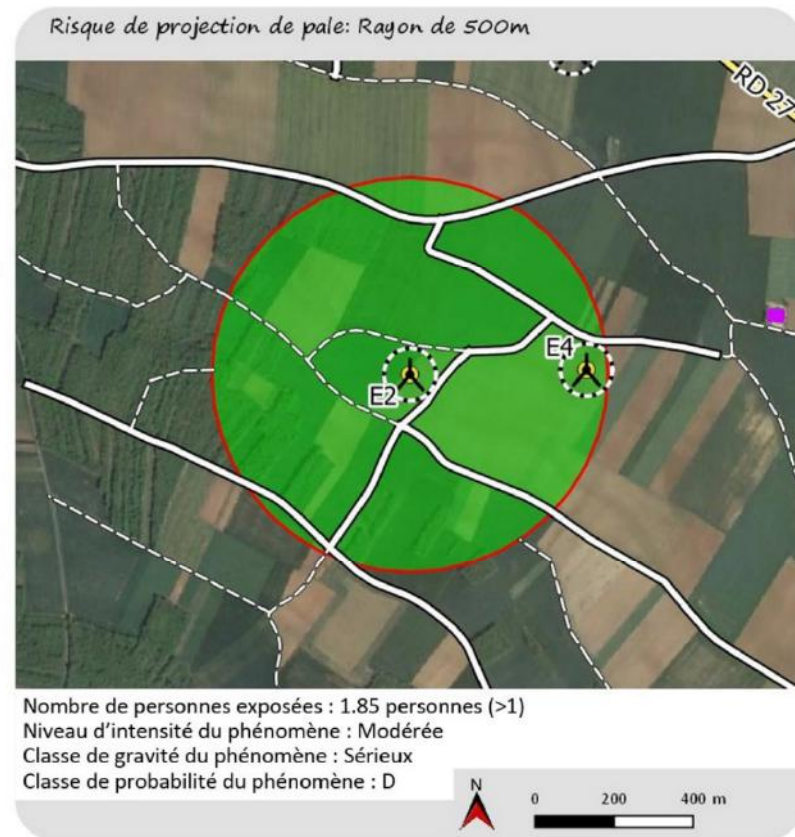 Risque de projection de pale: Rayon de 500m
RD 27
E4
E2
Nombre de personnes exposées : 1.85 personnes (>1)
Niveau d'intensité du phénomène : Modérée
Classe de gravité du phénomène : Sérieux
Classe de probabilité du phénomène : D
N
0 200 400 m